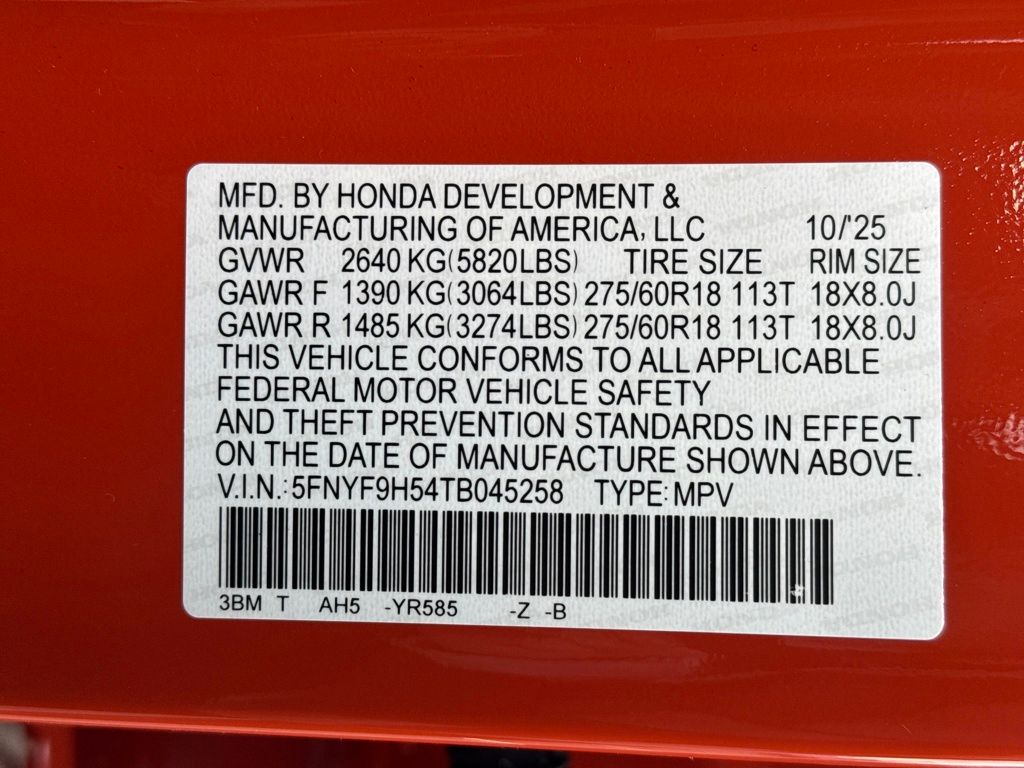 MFD. BY HONDA DEVELOPMENT &
MANUFACTURING OF AMERICA, LLC 10/'25
GVWR 2640 KG(5820LBS) TIRE SIZE RIM SIZE
GAWR F 1390 KG(3064LBS) 275/60R18 113T 18X8.0J
GAWR R 1485 KG(3274LBS) 275/60R18 113T 18X8.0J
THIS VEHICLE CONFORMS TO ALL APPLICABLE
FEDERAL MOTOR VEHICLE SAFETY
AND THEFT PREVENTION STANDARDS IN EFFECT
ON THE DATE OF MANUFACTURE SHOWN ABOVE.
V.I.N.: 5FNYF9H54TB045258 TYPE: MPV
3BM T AH5 -YR585 -Z -B